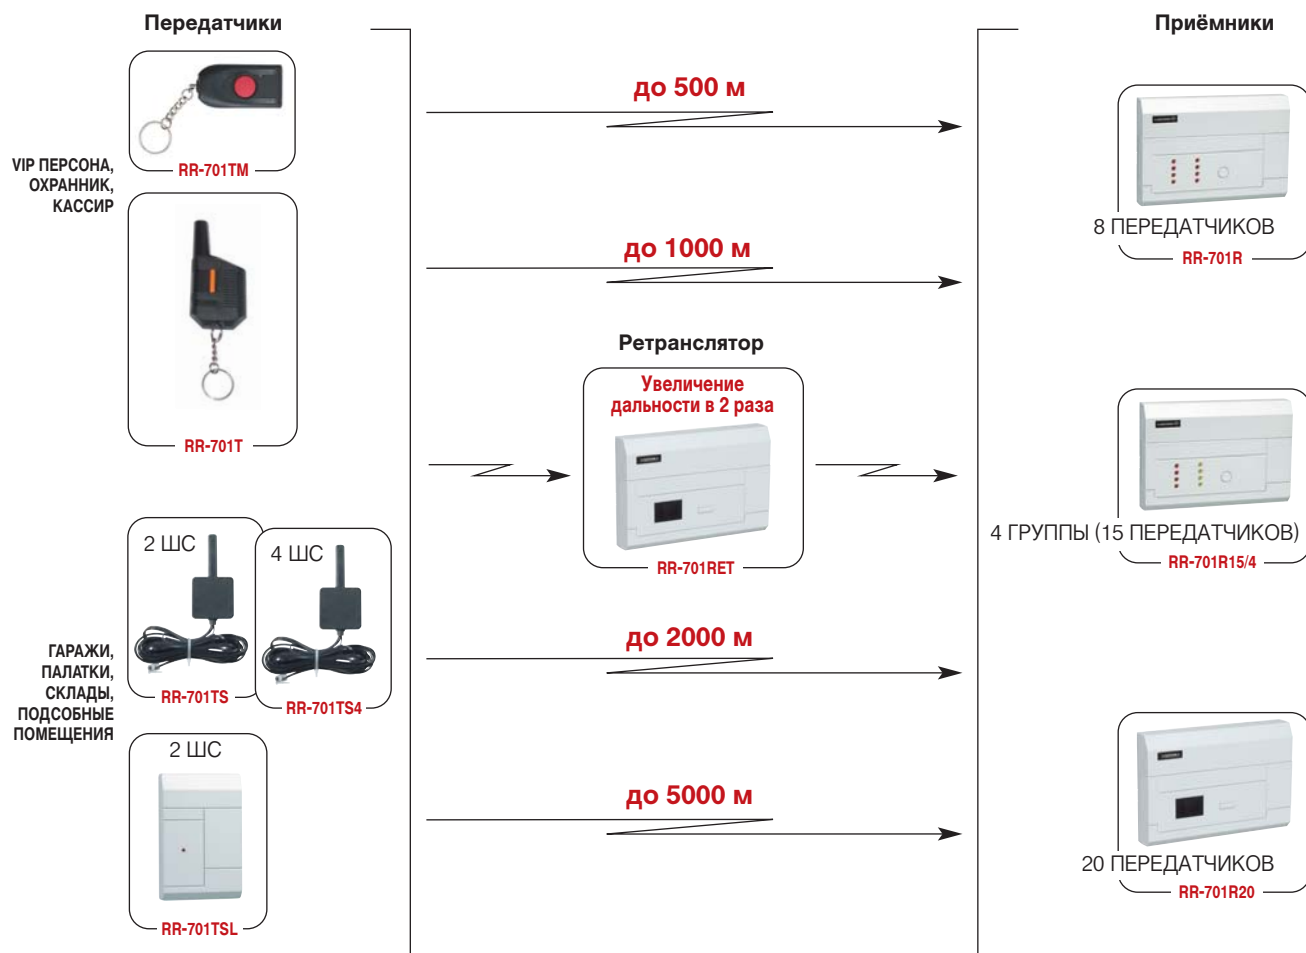 Передатчики
Приёмники
RR-701TM
VIP ПЕРСОНА,
ОХРАННИК,
КАССИР
RR-701T
2 ШС
RR-701TS
4 ШС
RR-701TS4
ГАРАЖИ,
ПАЛАТКИ,
СКЛАДЫ,
ПОДСОБНЫЕ
ПОМЕЩЕНИЯ
2 ШС
RR-701TSL
до 500 м
до 1000 м
Ретранслятор
Увеличение
дальности в 2 раза
RR-701RET
до 2000 м
до 5000 м
8 ПЕРЕДАТЧИКОВ
RR-701R
4 ГРУППЫ (15 ПЕРЕДАТЧИКОВ)
RR-701R15/4
20 ПЕРЕДАТЧИКОВ
RR-701R20